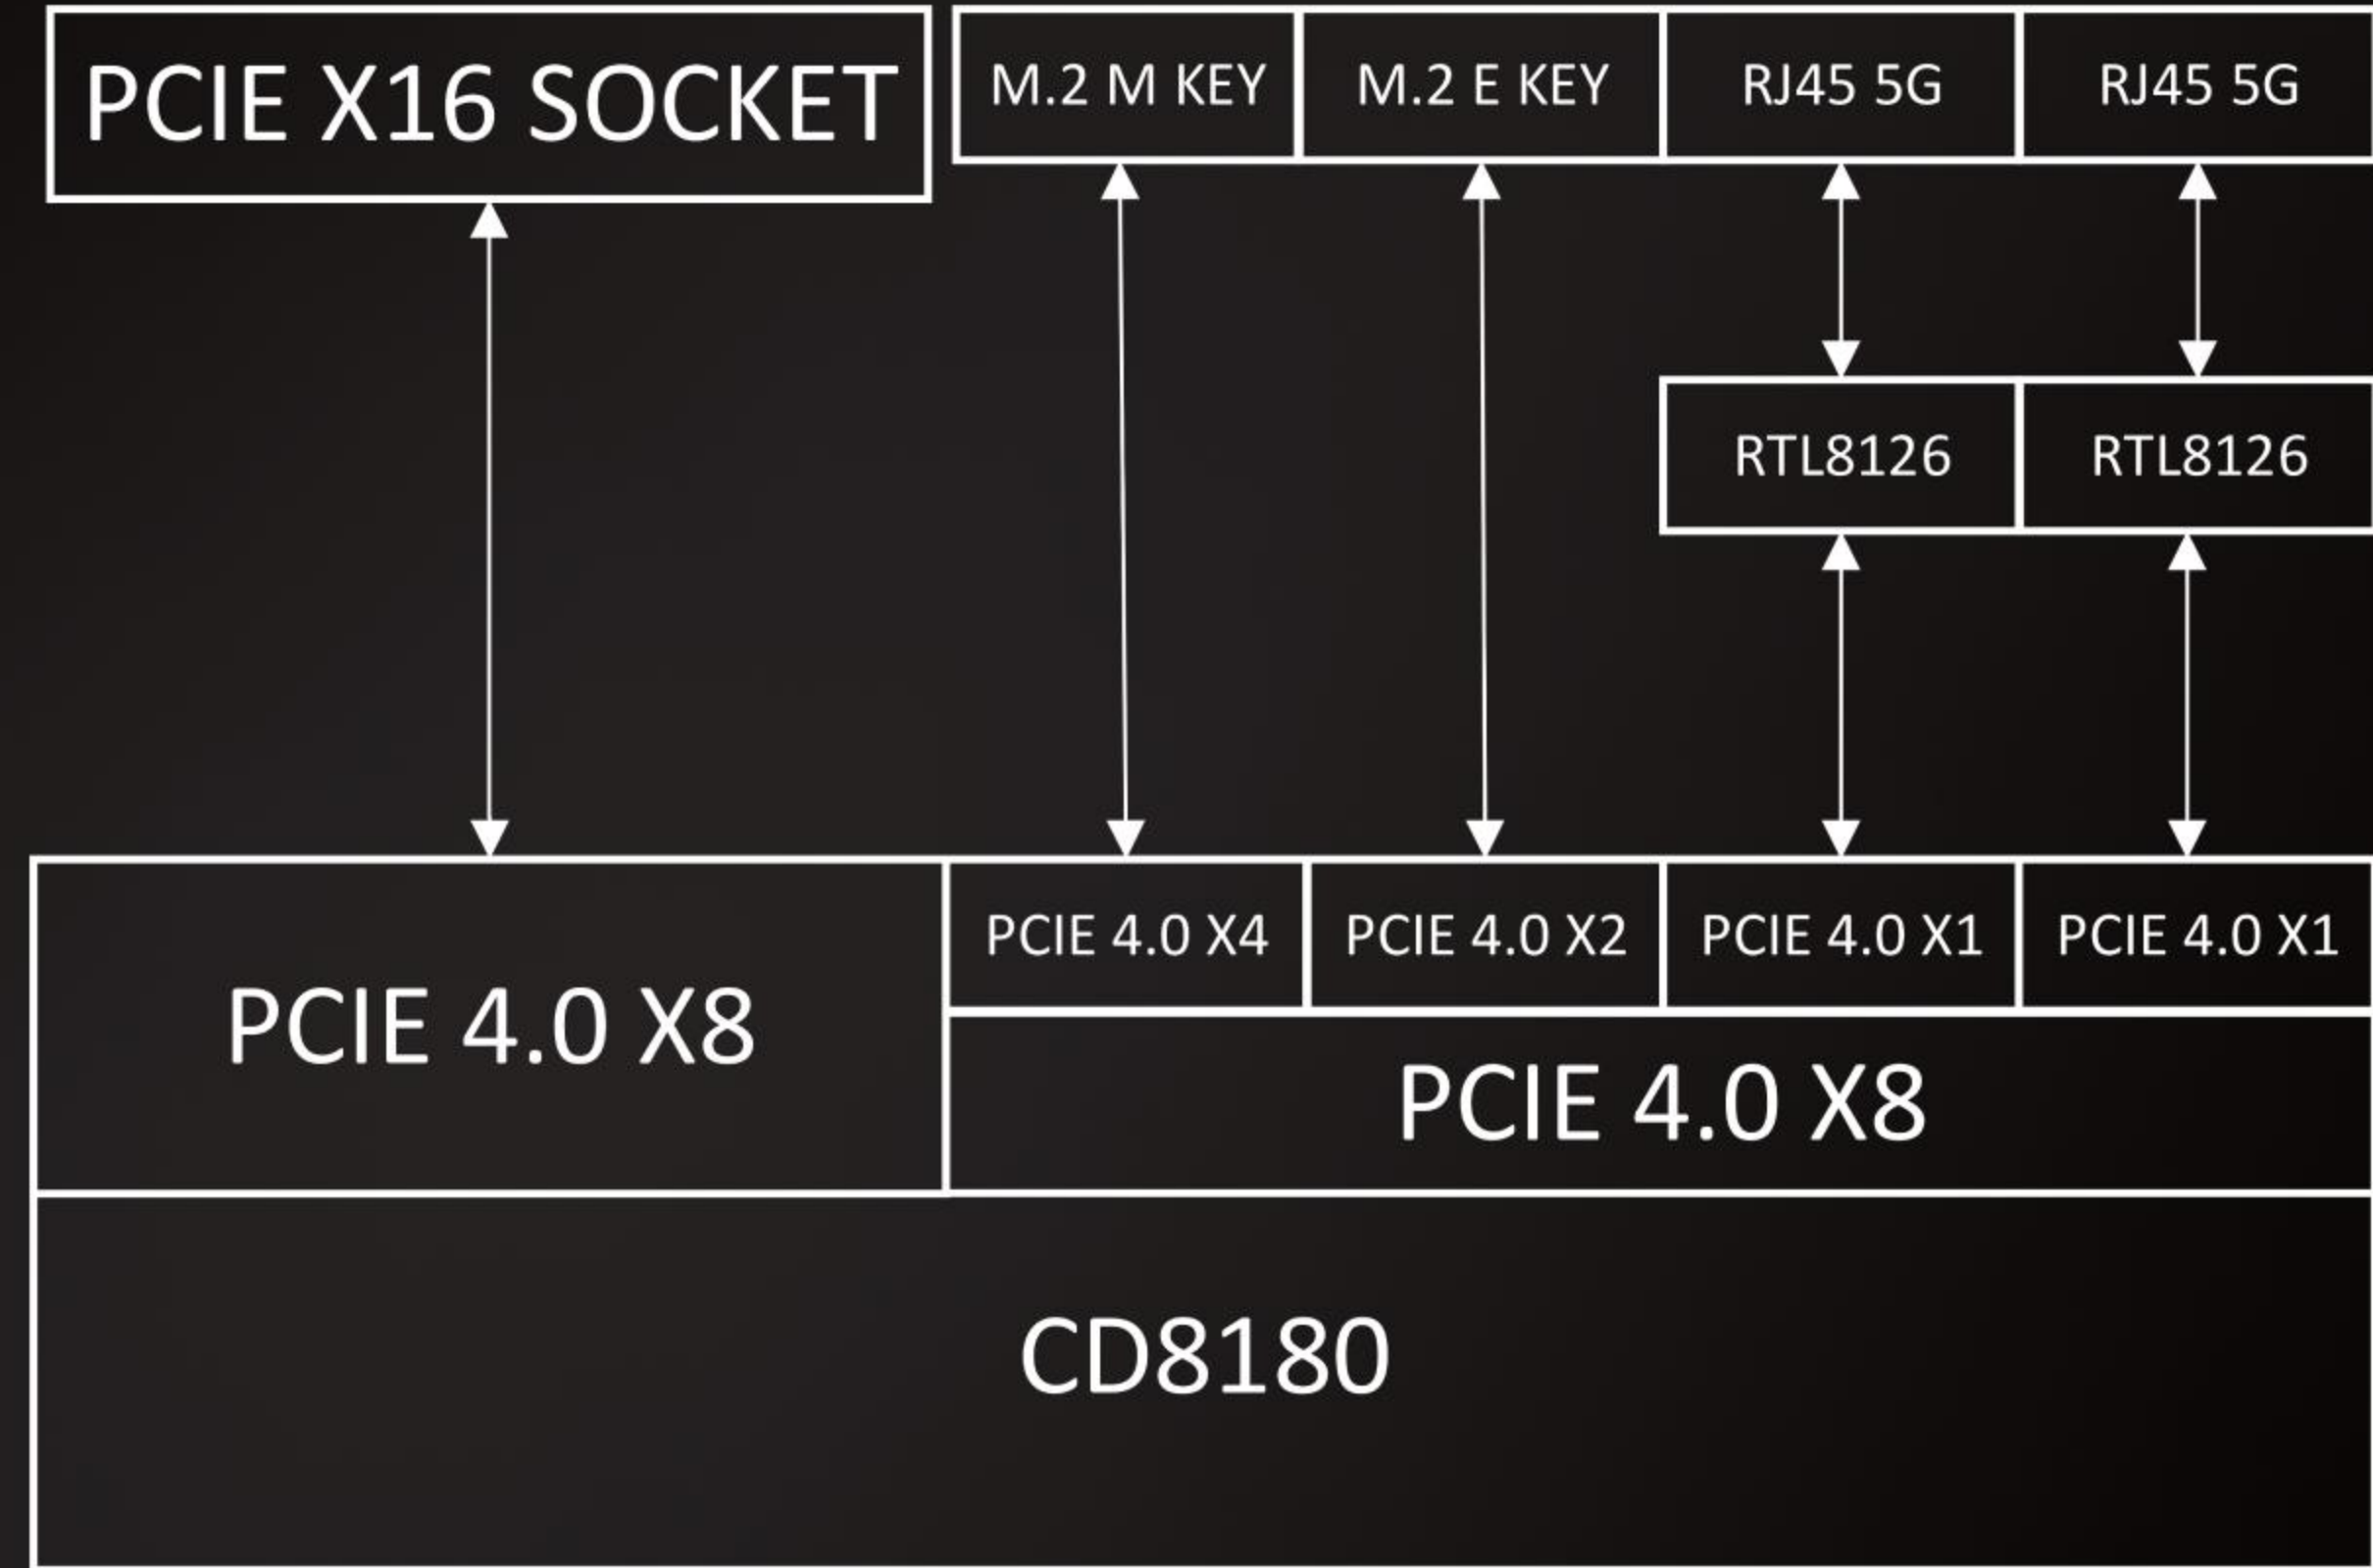 PCIE X16 SOCKET
M.2 M KEY
M.2 E KEY
RJ45 5G
RJ45 5G
RTL8126
RTL8126
PCIE 4.0 X8
PCIE 4.0 X4
PCIE 4.0 X2
PCIE 4.0 X1
PCIE 4.0 X1
PCIE 4.0 X8
CD8180